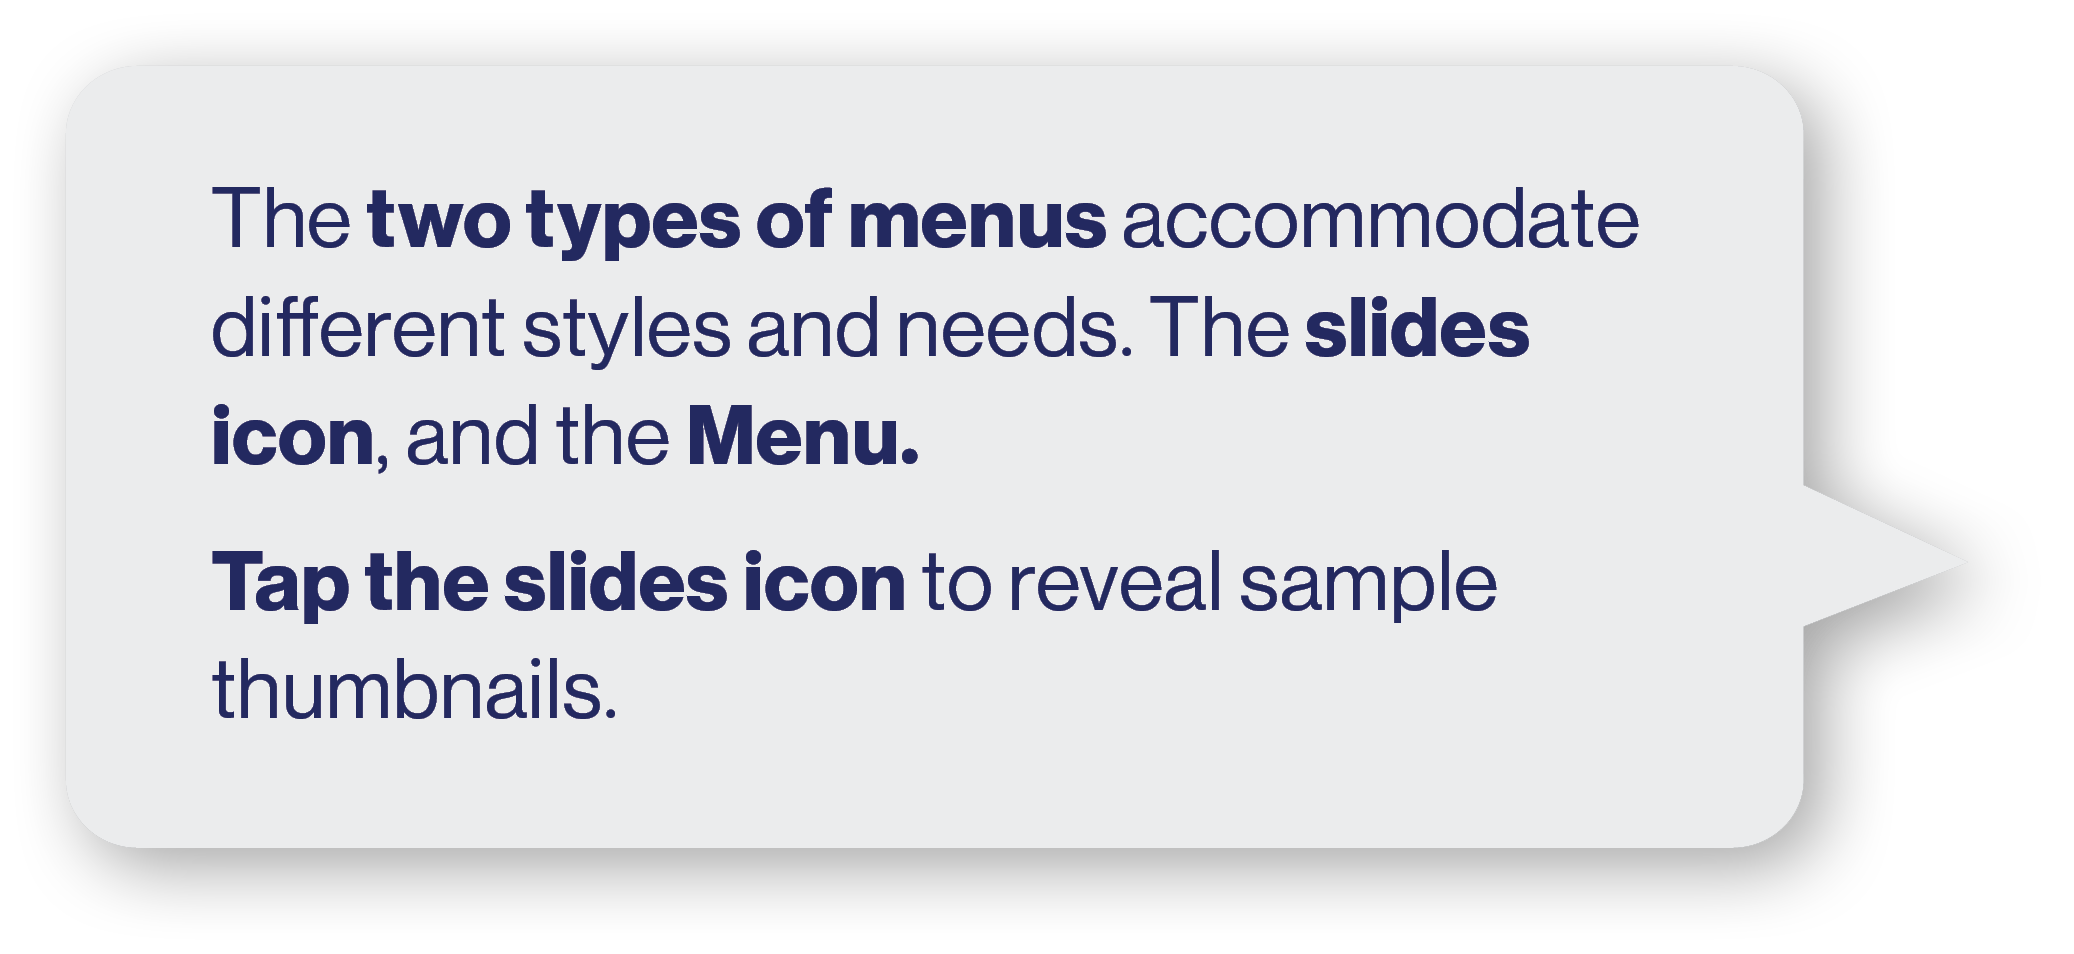 The two types of menus accommodate
different styles and needs. The slides
icon, and the Menu.
Tap the slides icon to reveal sample
thumbnails.